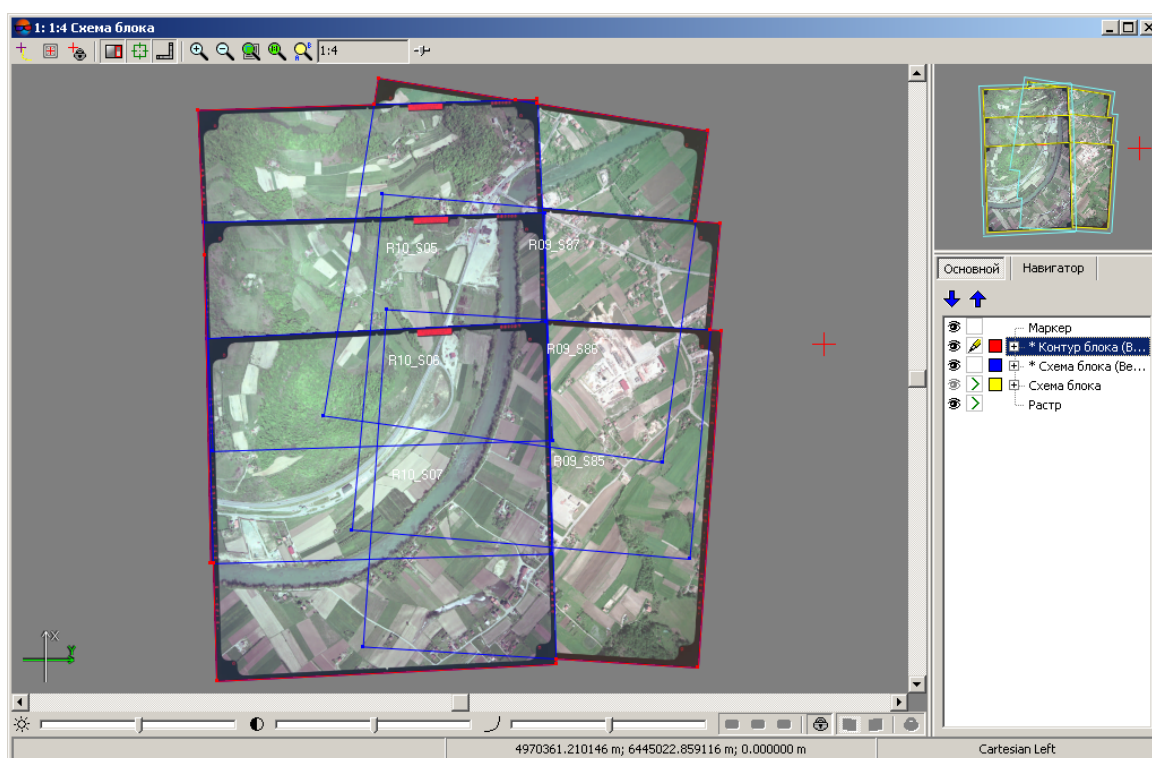 1: 1:4 Схема блока
1:4
R10_S05
R09_S87
R10_S06
R09_S86
R10_S07
R09_S85
X
Y
Основной Навигатор
Маркер
* Контур блока (В...
* Схема блока (Ве...
Схема блока
Растр
4970361.210146 m; 6445022.859116 m; 0.000000 m
Cartesian Left